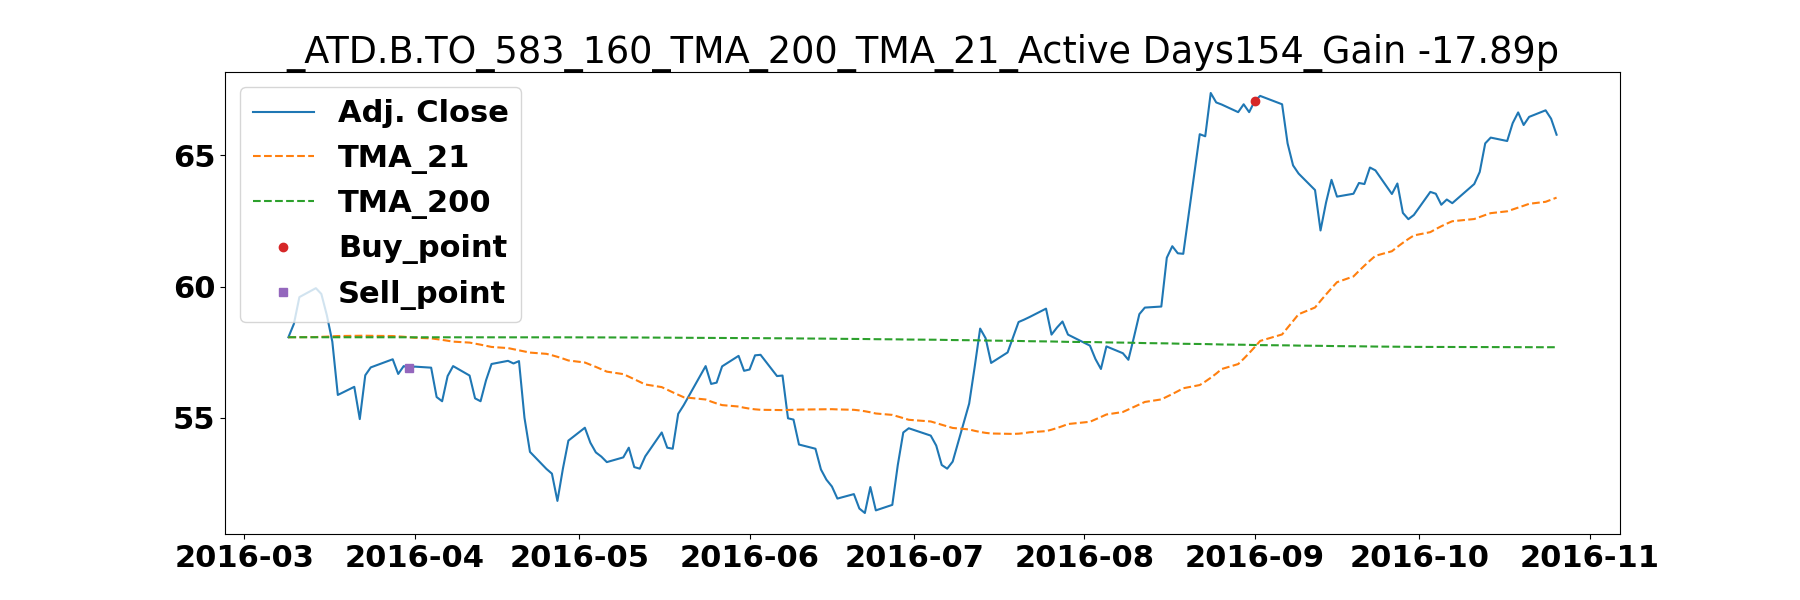 _ATD.B.TO_583_160_TMA_200_TMA_21_Active Days154_Gain -17.89p
Adj. Close
TMA_21
TMA_200
Buy_point
Sell_point
65
60
55
2016-03 2016-04 2016-05 2016-06 2016-07 2016-08 2016-09 2016-10 2016-11